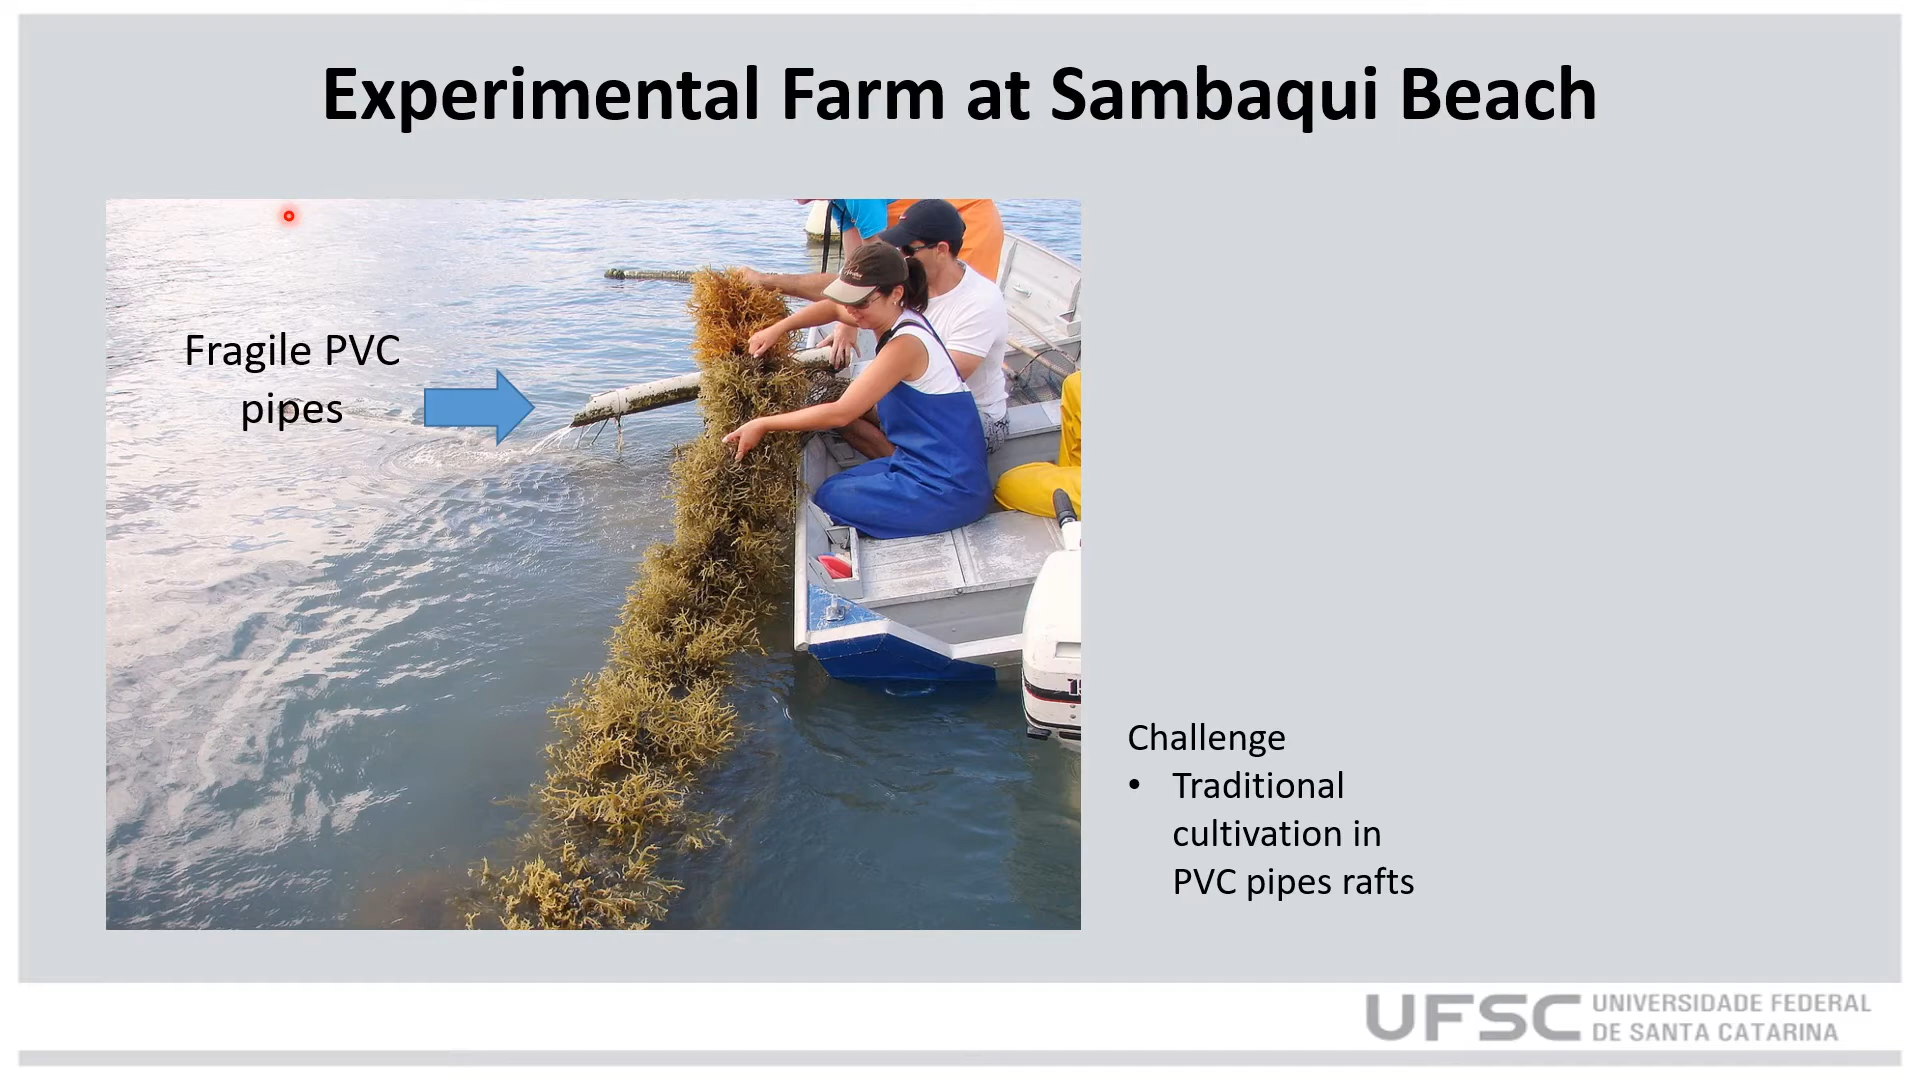 Experimental Farm at Sambaqui Beach
Fragile PVC
pipes
Challenge
• Traditional
cultivation in
PVC pipes rafts
UFSC UNIVERSIDADE FEDERAL
DE SANTA CATARINA